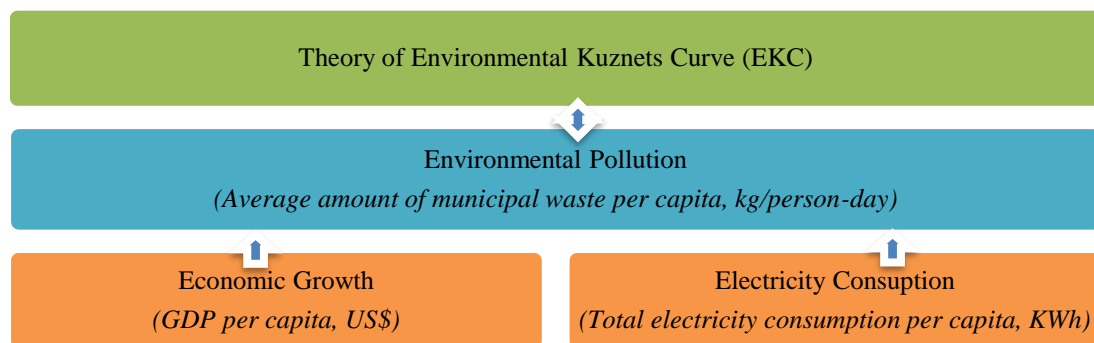 Theory of Environmental Kuznets Curve (EKC)
Environmental Pollution
(Average amount of municipal waste per capita, kg/person-day)
Economic Growth
(GDP per capita, US$)
Electricity Consuption
(Total electricity consumption per capita, KWh)